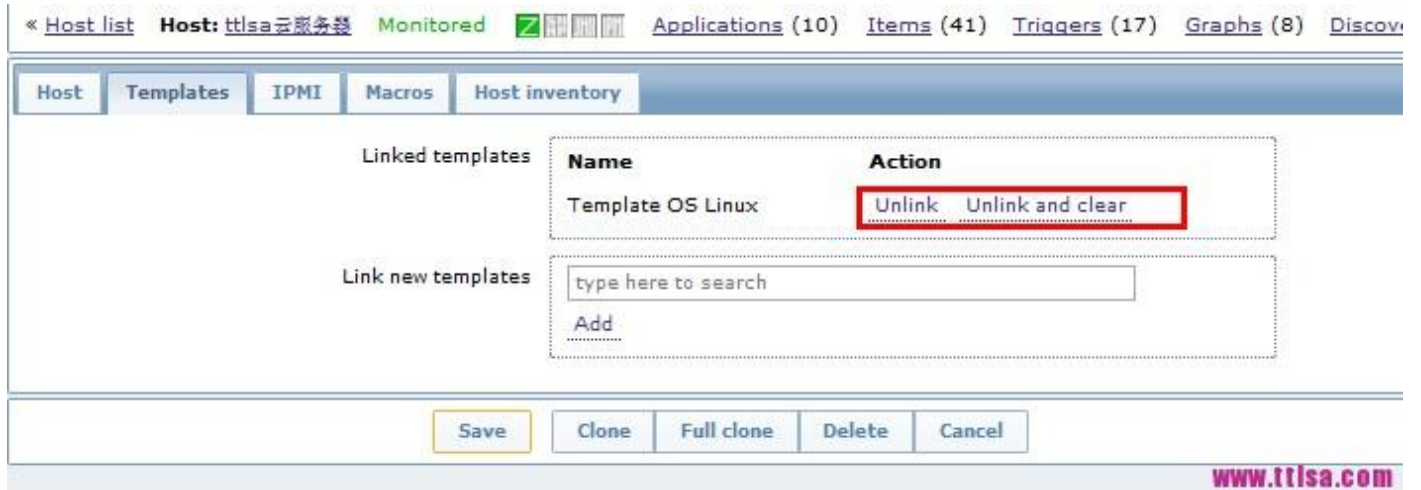 « Host list Host: ttlsa云服务器 Monitored Z Applications (10) Items (41) Triggers (17) Graphs (8) Discov
Host Templates IPMI Macros Host inventory
Linked templates Name Action
Template OS Linux Unlink Unlink and clear
Link new templates type here to search
Add
Save Clone Full clone Delete Cancel
www.ttlsa.com